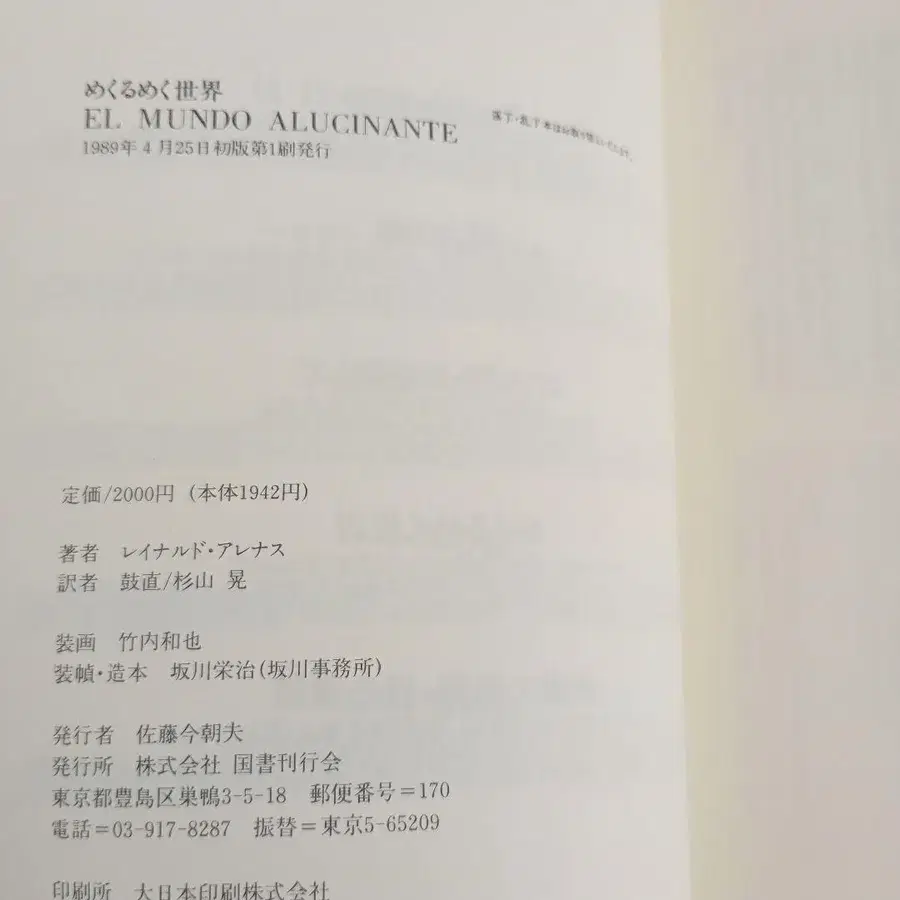 めくるめく世界
EL MUNDO ALUCINANTE
1989年4月25日初版第1刷発行
定価/2000円 (本体1942円)
著者 レイナルド・アレナス
訳者 鼓直/杉山 晃
装画 竹内和也
装幀・造本 坂川栄治(坂川事務所)
発行者 佐藤今朝夫
発行所 株式会社 国書刊行会
東京都豊島区巣鴨3-5-18 郵便番号=170
電話=03-917-8287 振替=東京5-65209
印刷所 大日本印刷株式会社